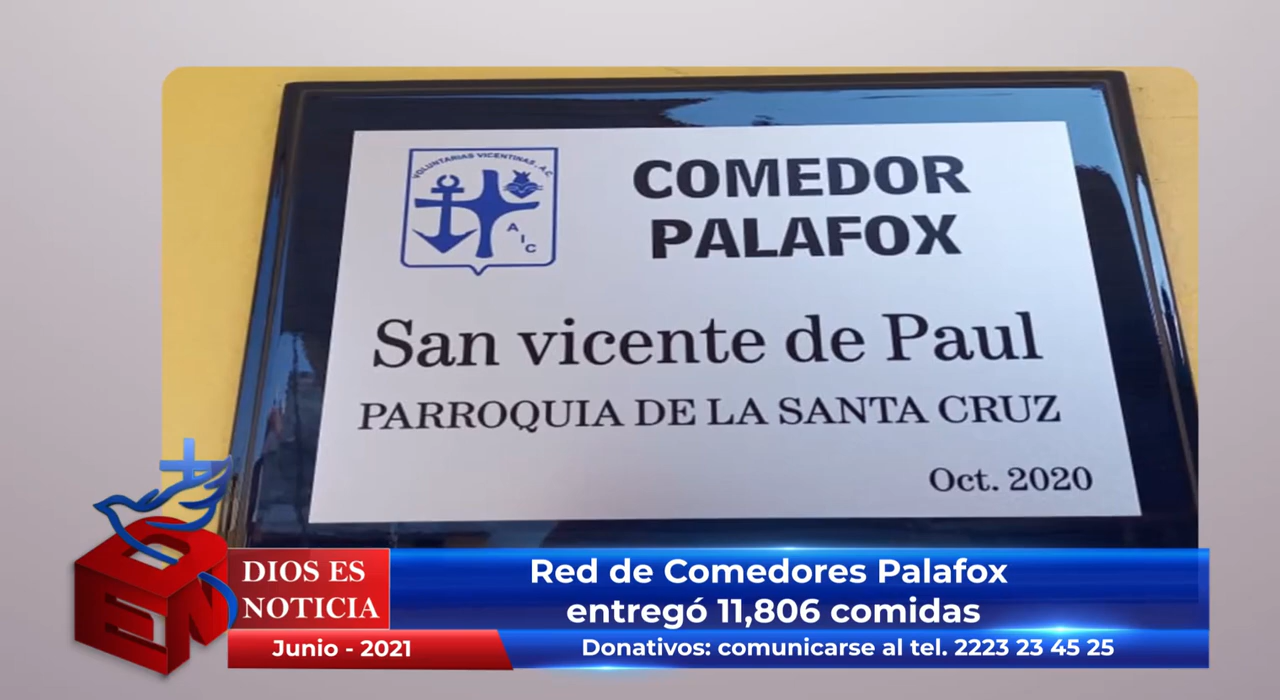 VOLUNTARIAS VICENTINAS, A.C.
AIC
COMEDOR
PALAFOX
San vicente de Paul
PARROQUIA DE LA SANTA CRUZ
Oct. 2020
DEN
DIOS ES
NOTICIA
Red de Comedores Palafox
entregó 11,806 comidas
Junio - 2021
Donativos: comunicarse al tel. 2223 23 45 25